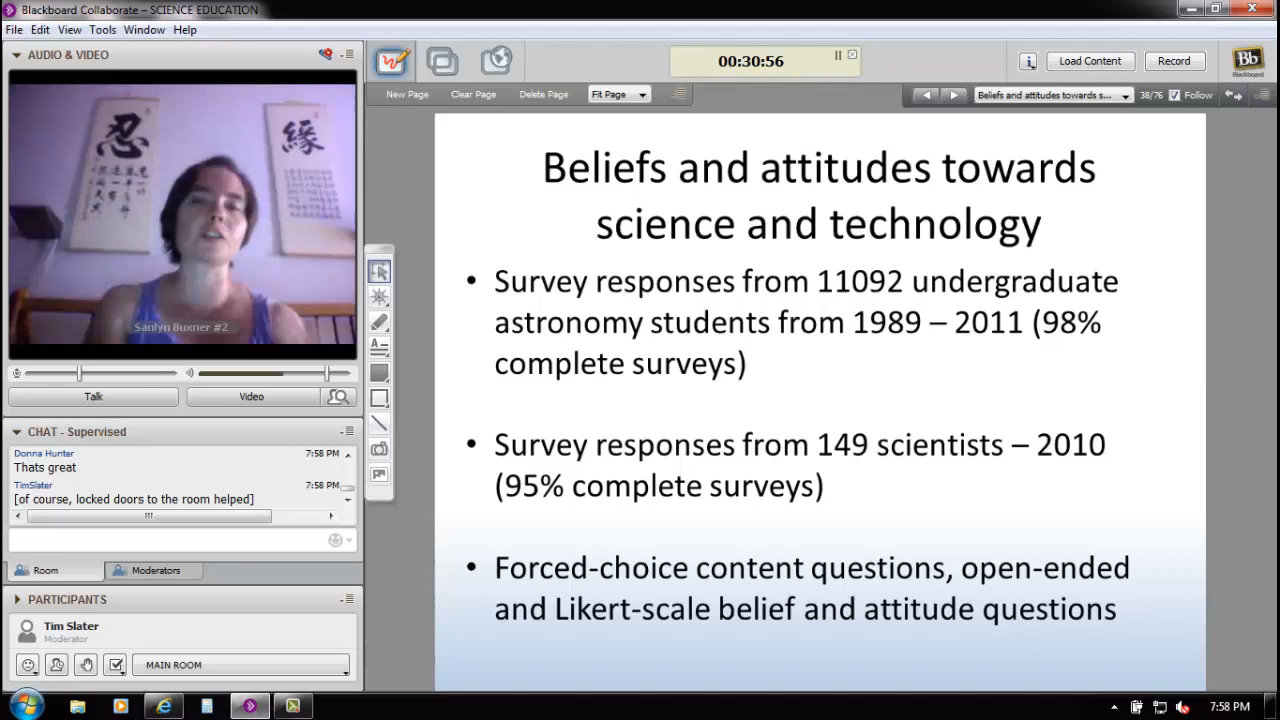 Blackboard Collaborate - SCIENCE EDUCATION
File Edit View Tools Window Help
AUDIO & VIDEO
忍
緣
Sanlyn Buxner #2
Talk
Video
CHAT - Supervised
Donna Hunter 7:58 PM
Thats great
TimSlater 7:58 PM
[of course, locked doors to the room helped]
Room
Moderators
PARTICIPANTS
Tim Slater
Moderator
MAIN ROOM
00:30:56
Load Content
Record
Bb
Blackboard
New Page Clear Page Delete Page Fit Page
Beliefs and attitudes towards s... 38/76 Follow
Beliefs and attitudes towards
science and technology
• Survey responses from 11092 undergraduate
astronomy students from 1989 – 2011 (98%
complete surveys)
• Survey responses from 149 scientists – 2010
(95% complete surveys)
• Forced-choice content questions, open-ended
and Likert-scale belief and attitude questions
7:58 PM